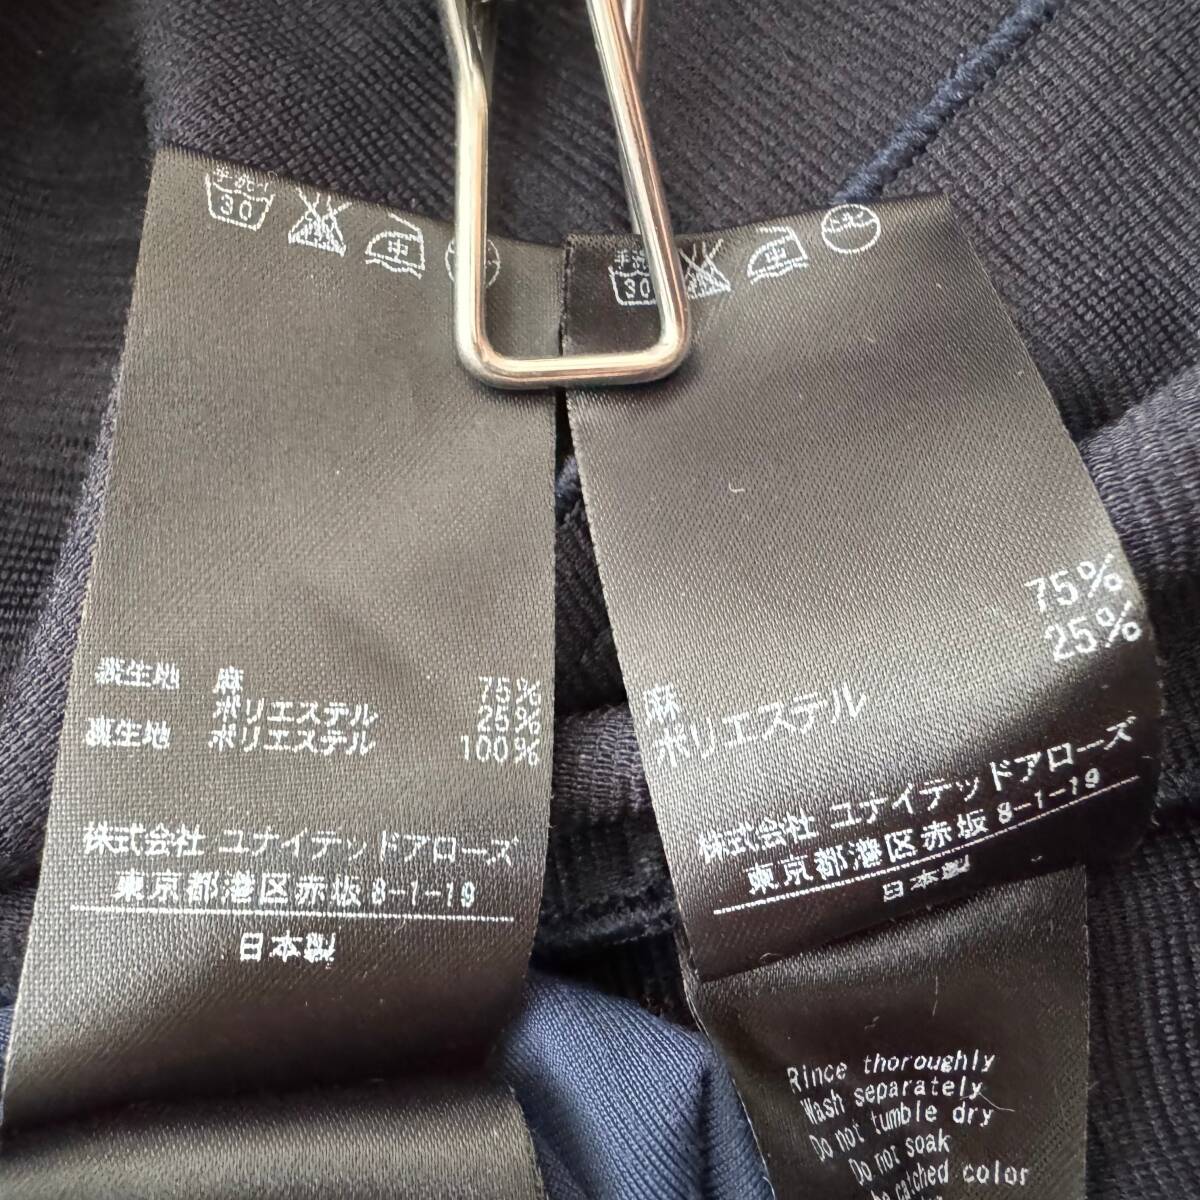 手洗イ
30
中
表生地 麻 75%
ポリエステル 25%
裏生地 ポリエステル 100%
株式会社 ユナイテッドアローズ
東京都港区赤坂8-1-19
日本製
手洗
30
中
ドライ
麻 75%
ポリエステル 25%
株式会社 ユナイテッドアローズ
東京都港区赤坂 8-1-19
日本製
Rince thoroughly
Wash separately
Do not tumble dry
Do not soak
color